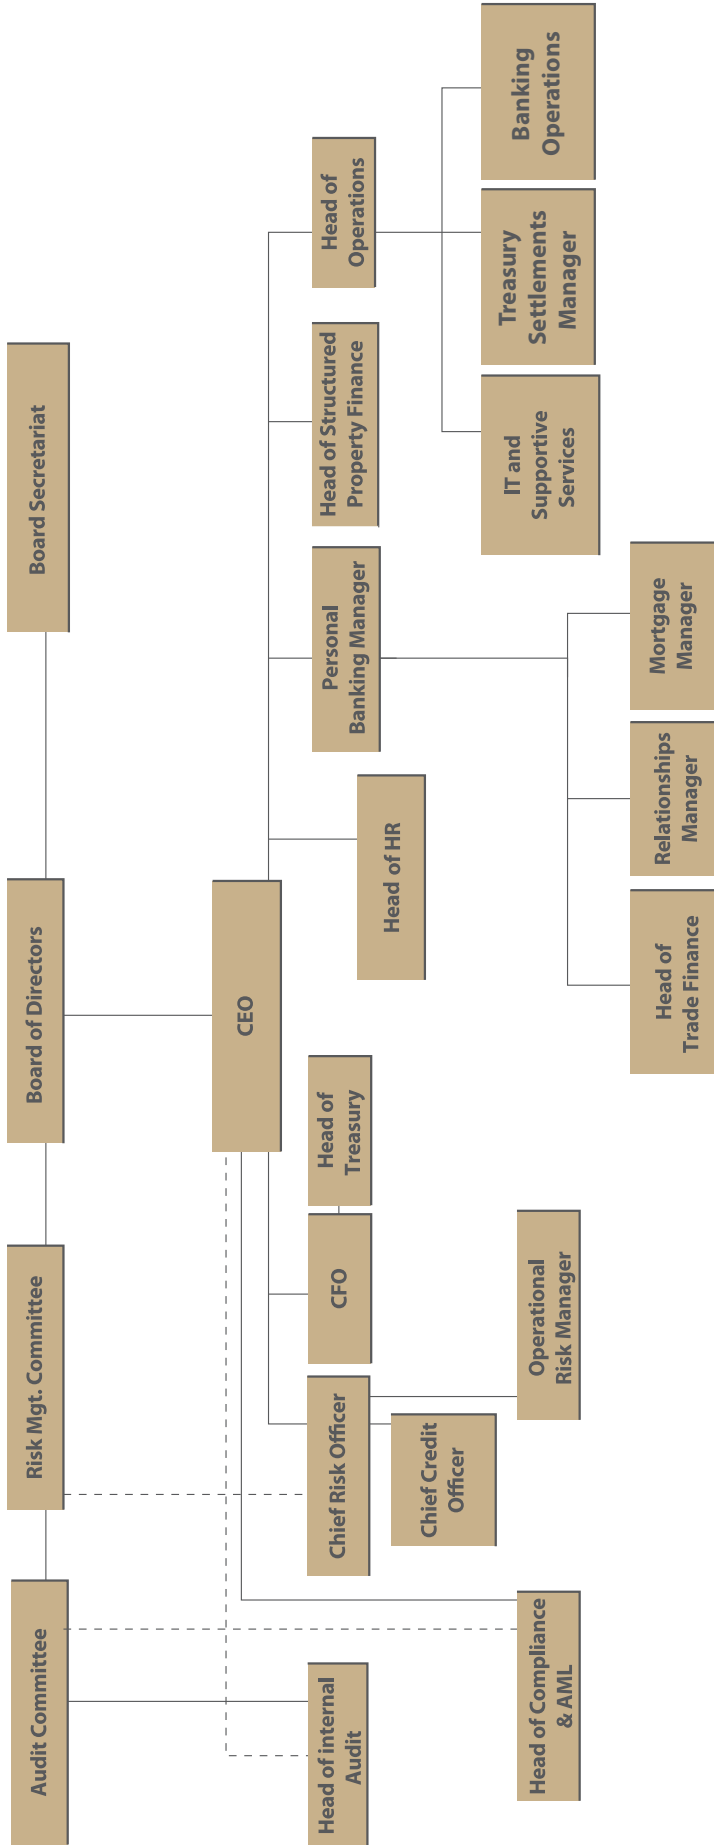 Audit Committee
Risk Mgt. Committee
Board of Directors
Board Secretariat
CEO
Head of internal
Audit
Chief Risk Officer
CFO
Head of
Treasury
Head of HR
Personal
Banking Manager
Head of Structured
Property Finance
Head of
Operations
Chief Credit
Officer
Head of Compliance
& AML
Operational
Risk Manager
IT and
Supportive
Services
Treasury
Settlements
Manager
Banking
Operations
Head of
Trade Finance
Relationships
Manager
Mortgage
Manager